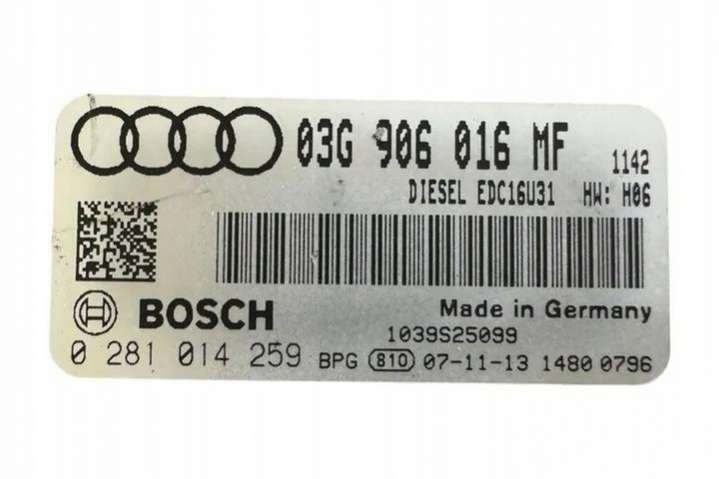 03G 906 016 MF 1142
DIESEL EDC16U31 HW: H06
BOSCH Made in Germany
1039S25099
0 281 014 259 BPG 810 07-11-13 1480 0796